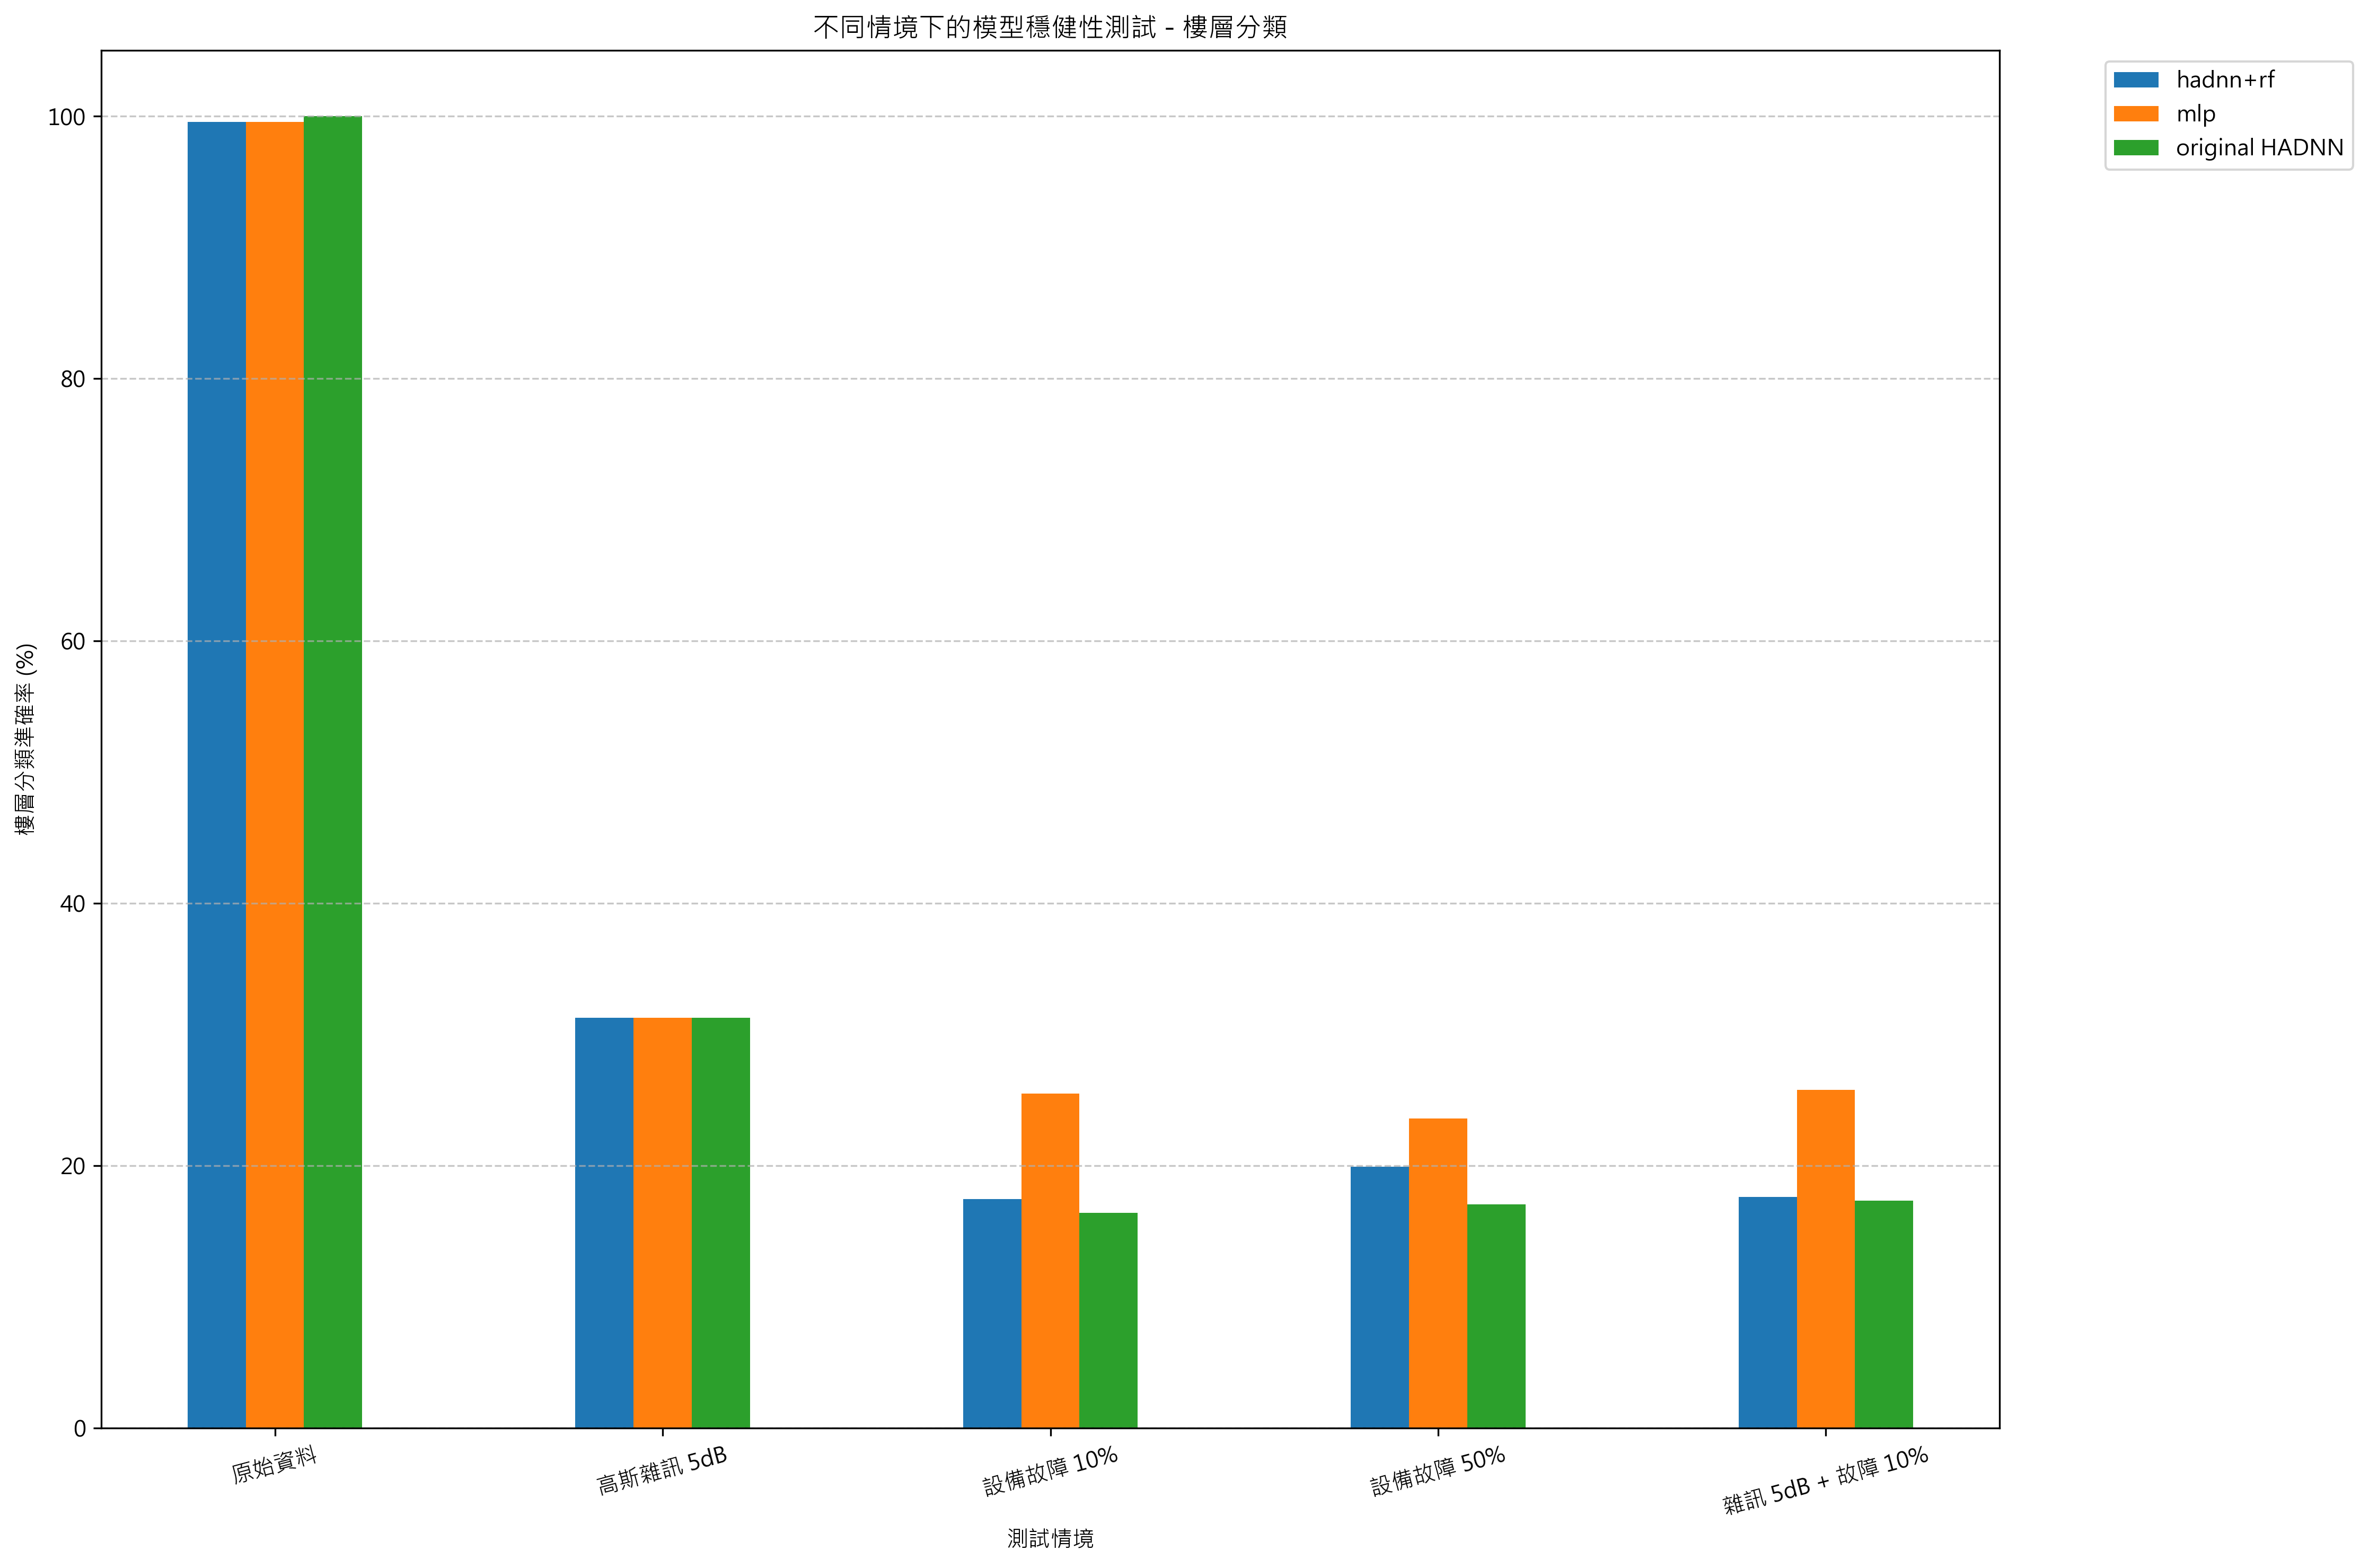 不同情境下的模型穩健性測試 - 樓層分類
hadnn+rf
mlp
original HADNN
樓層分類準確率 (%)
100
80
60
40
20
0
原始資料
高斯雜訊 5dB
設備故障 10%
設備故障 50%
雜訊 5dB + 故障 10%
測試情境